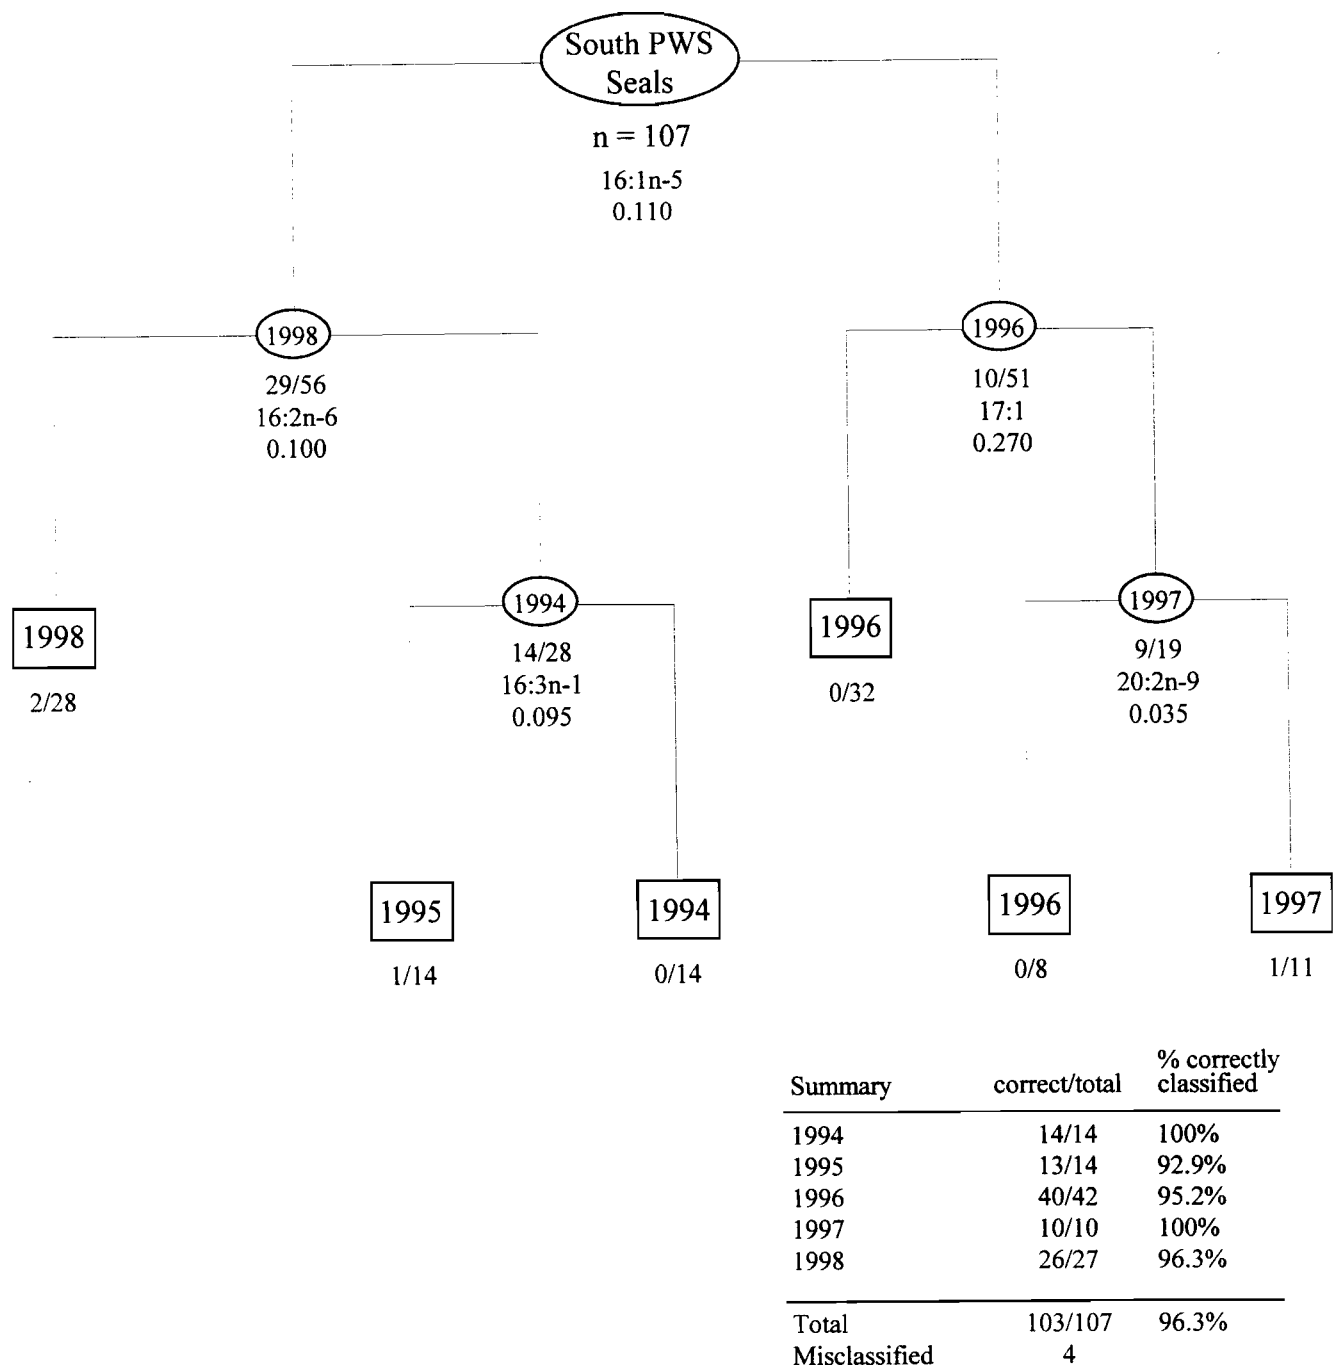 South PWS
Seals
n = 107
16:1n-5
0.110
1998
29/56
16:2n-6
0.100
1996
10/51
17:1
0.270
1998
2/28
1994
14/28
16:3n-1
0.095
1996
0/32
1997
9/19
20:2n-9
0.035
1995
1/14
1994
0/14
1996
0/8
1997
1/11
Summary correct/total % correctly classified
1994 14/14 100%
1995 13/14 92.9%
1996 40/42 95.2%
1997 10/10 100%
1998 26/27 96.3%
Total 103/107 96.3%
Misclassified 4